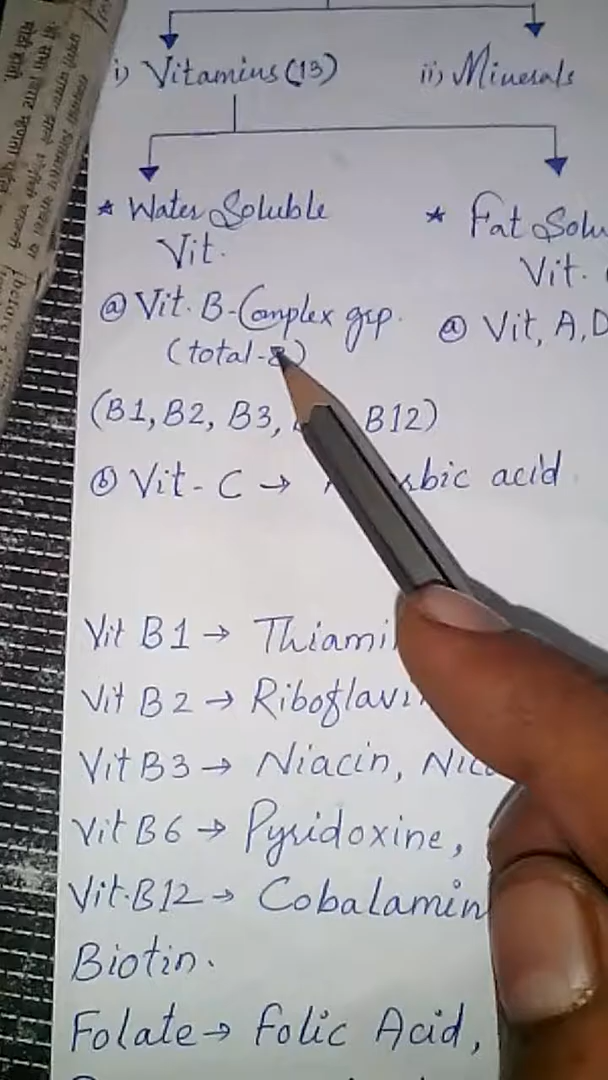 i) Vitamins (13) ii) Minerals
* Water Soluble * Fat Solu
Vit. Vit.
ⓐ Vit. B-Complex grp. ⓐ Vit, A, D
(total-8)
(B1, B2, B3, B12)
ⓑ Vit - C → acid
Vit B1 → Thiami
Vit B2 → Riboflavi
Vit B3 → Niacin, Nic
Vit B6 → Pyridoxine,
Vit.B12 → Cobalamin
Biotin.
Folate → Folic Acid,